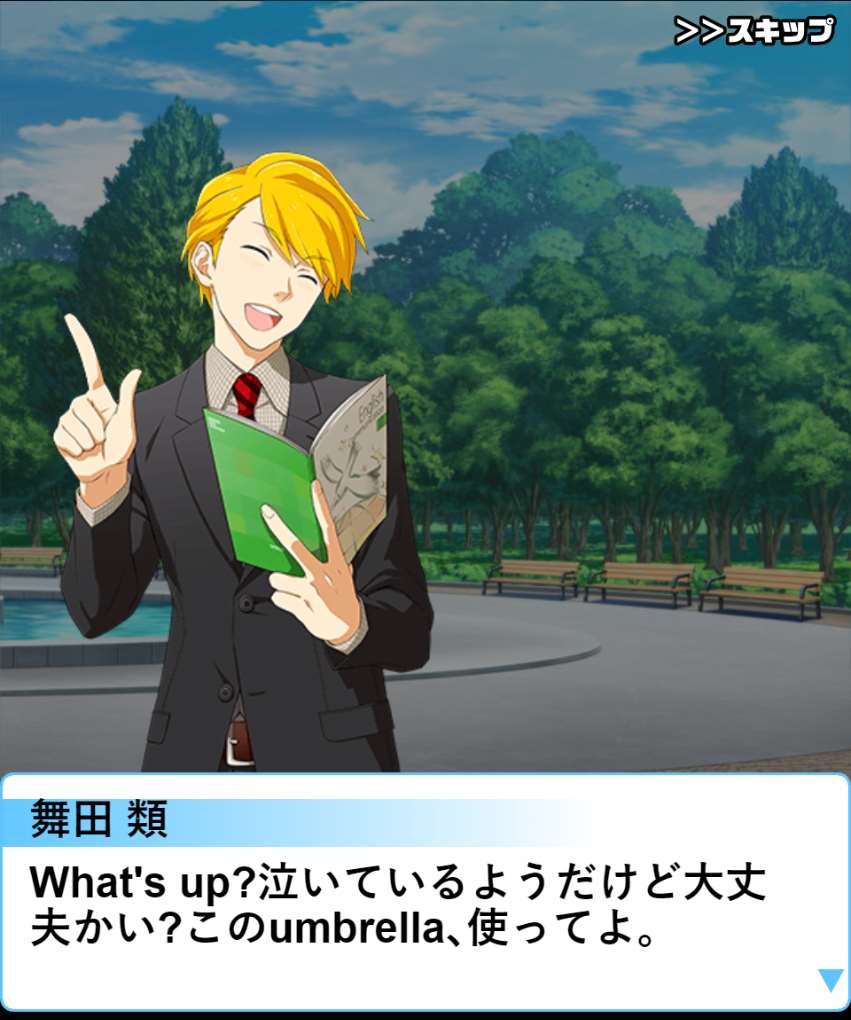 >>スキップ
English
舞田 類
What's up?泣いているようだけど大丈
夫かい?このumbrella､使ってよ。